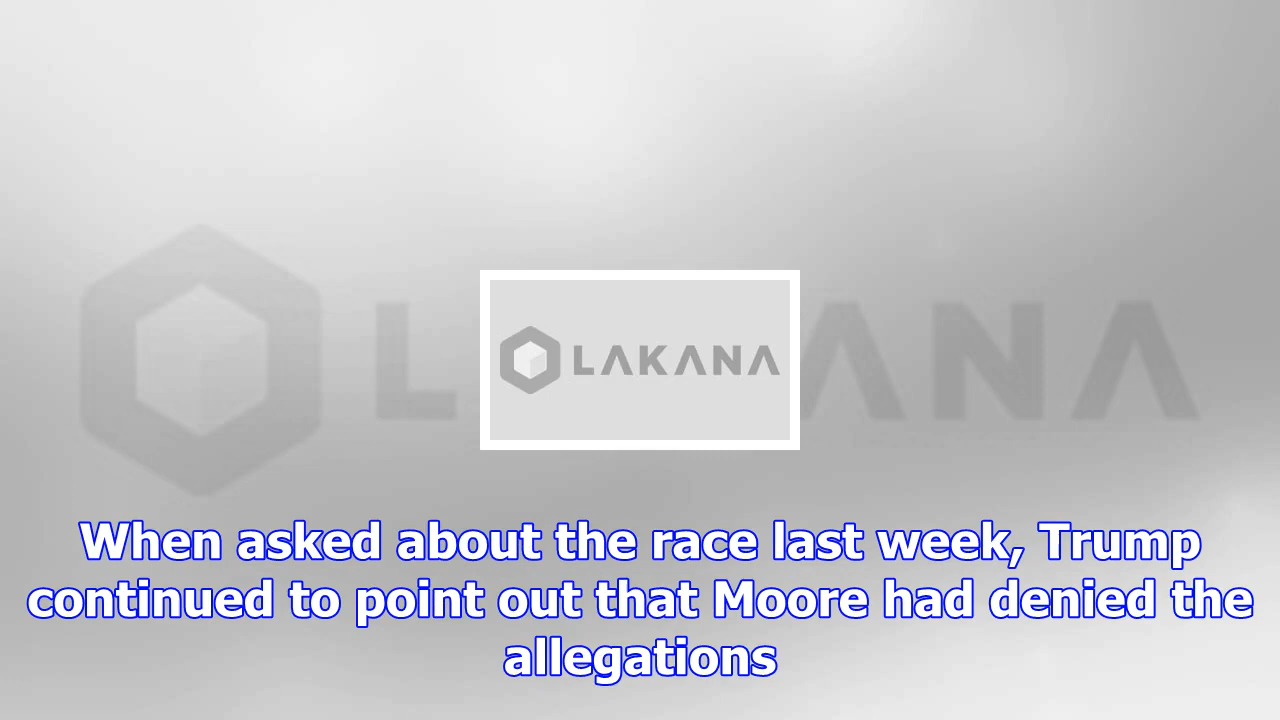 LAKANA
When asked about the race last week, Trump
continued to point out that Moore had denied the
allegations